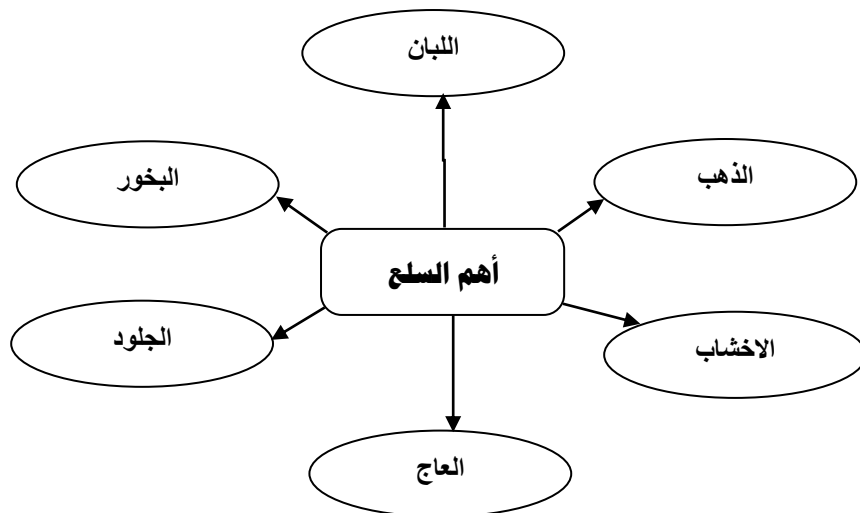 اللبان
الذهب
البخور
أهم السلع
الاخشاب
الجلود
العاج